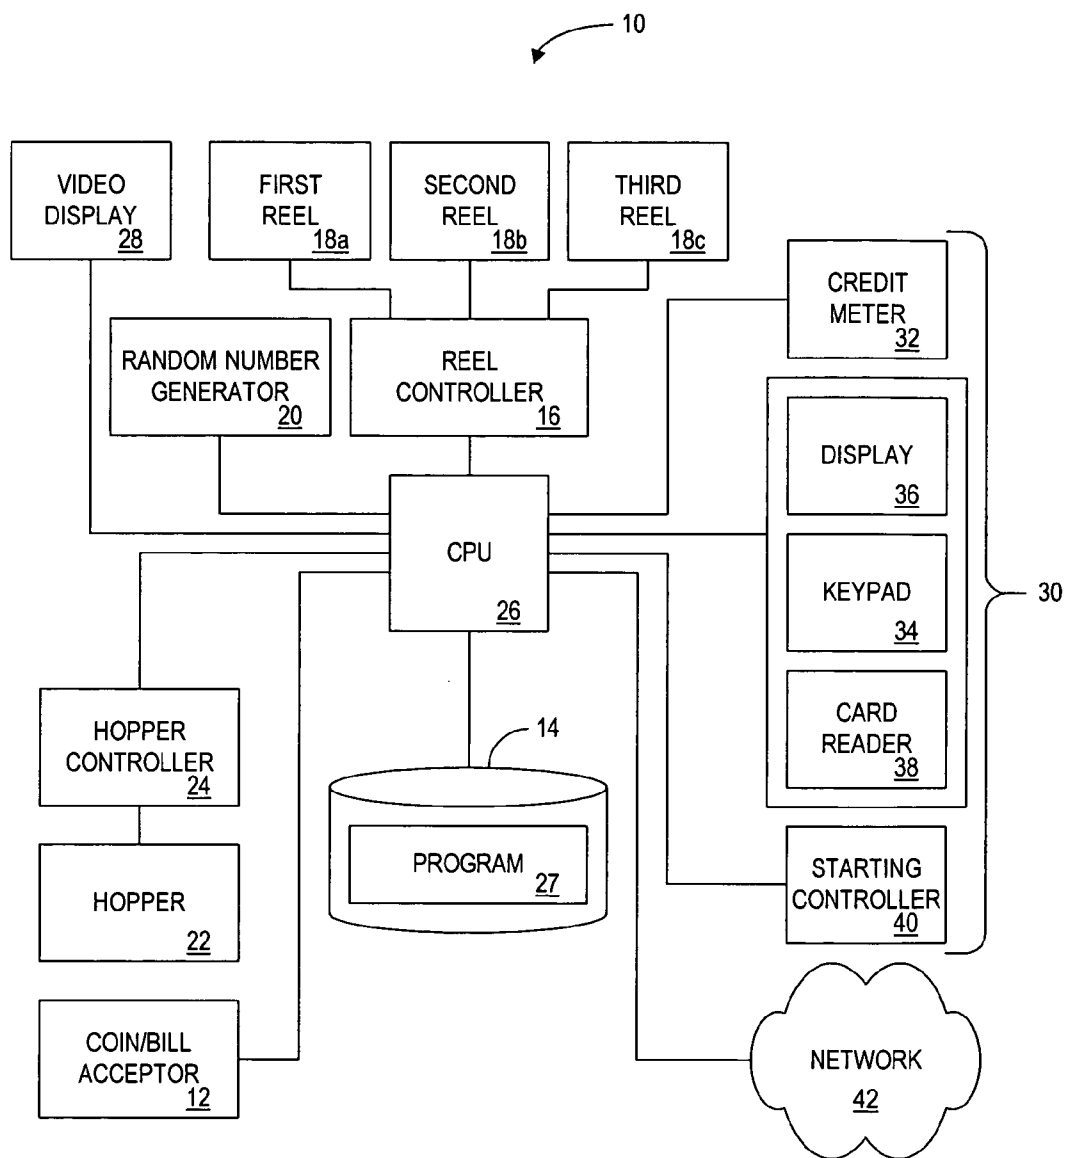 10
VIDEO
DISPLAY
28
FIRST
REEL
18a
SECOND
REEL
18b
THIRD
REEL
18c
CREDIT
METER
32
RANDOM NUMBER
GENERATOR
20
REEL
CONTROLLER
16
DISPLAY
36
CPU
26
KEYPAD
34
30
CARD
READER
38
HOPPER
CONTROLLER
24
14
PROGRAM
27
HOPPER
22
STARTING
CONTROLLER
40
COIN/BILL
ACCEPTOR
12
NETWORK
42